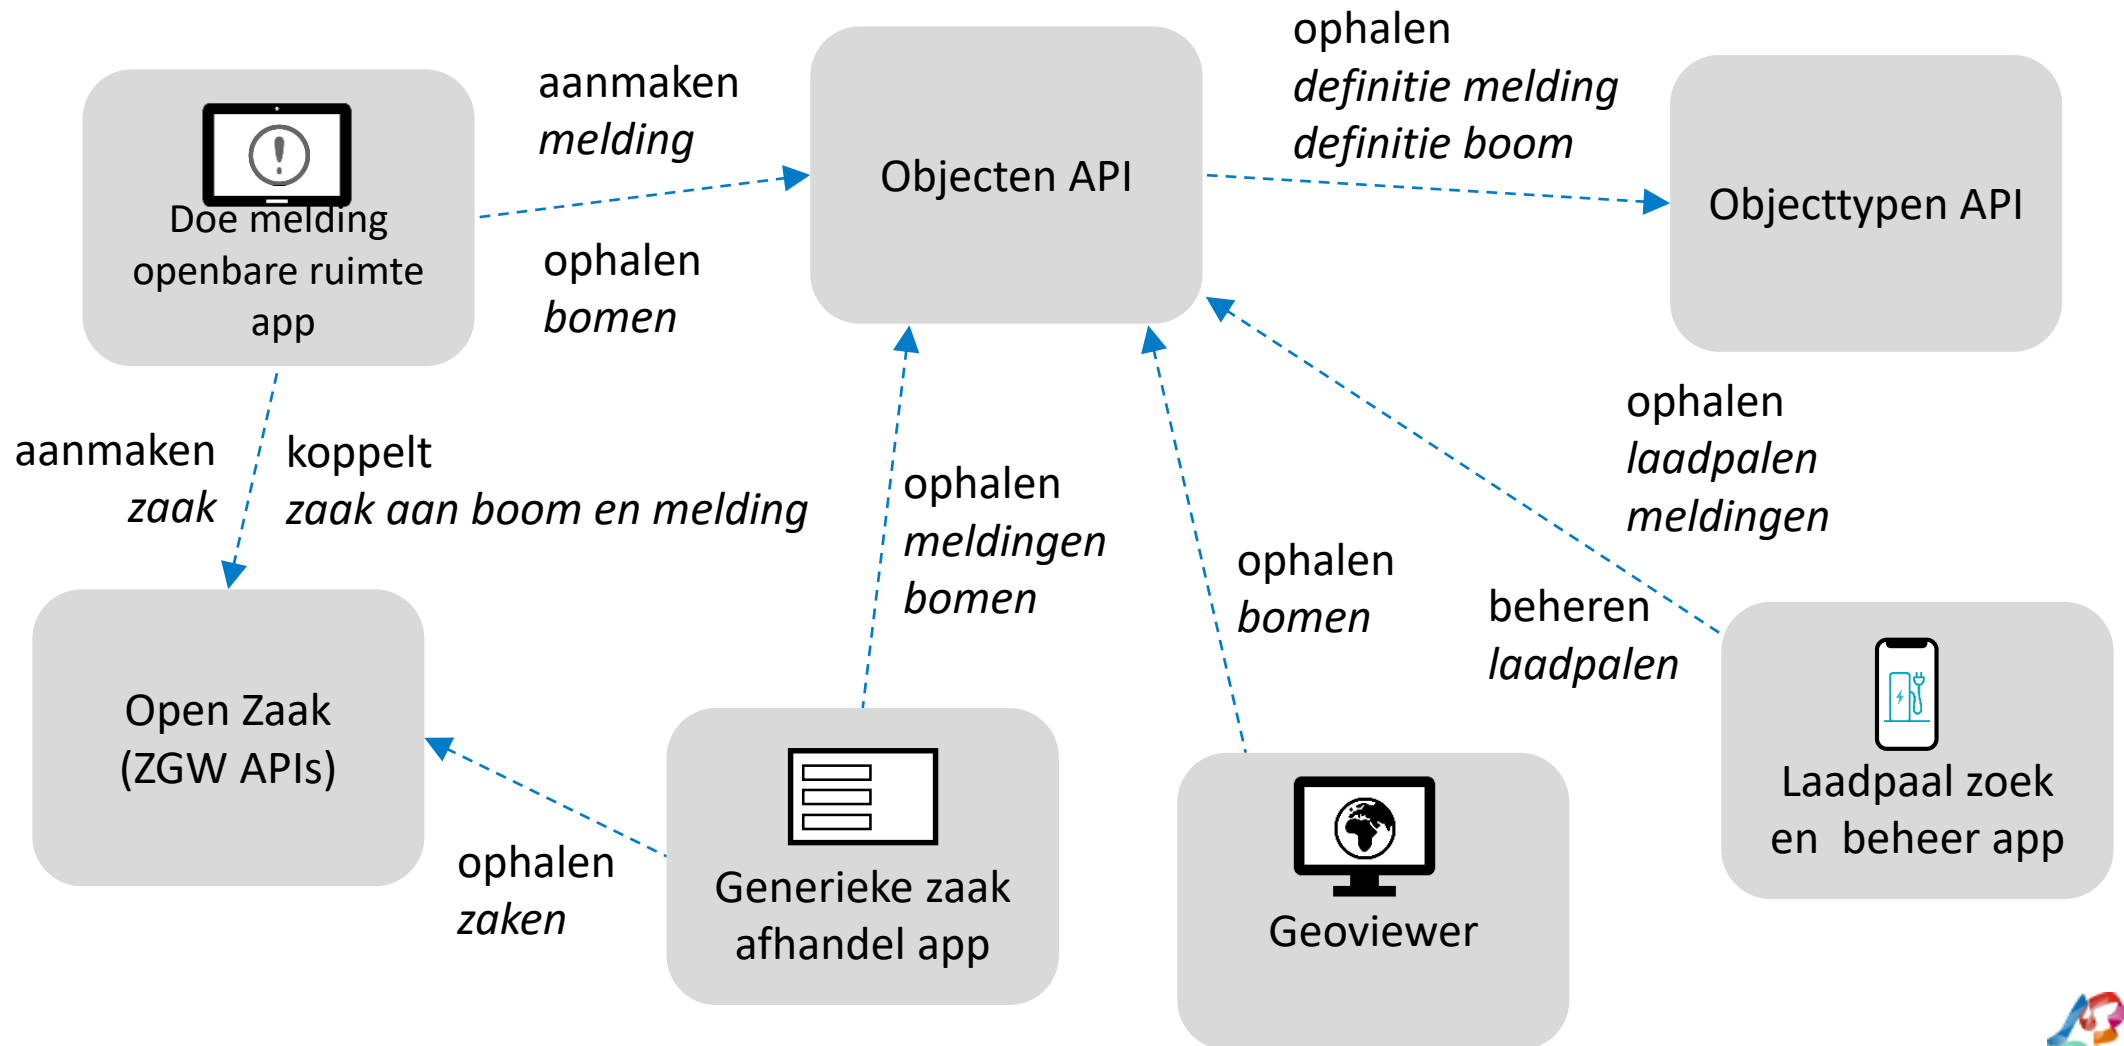 Doe melding
openbare ruimte
app
aanmaken
melding
ophalen
bomen
Objecten API
ophalen
definitie melding
definitie boom
Objecttypen API
aanmaken
zaak
koppelt
zaak aan boom en melding
ophalen
meldingen
bomen
ophalen
bomen
ophalen
laadpalen
meldingen
beheren
laadpalen
Open Zaak
(ZGW APIs)
ophalen
zaken
Generieke zaak
afhandel app
Geoviewer
Laadpaal zoek
en beheer app